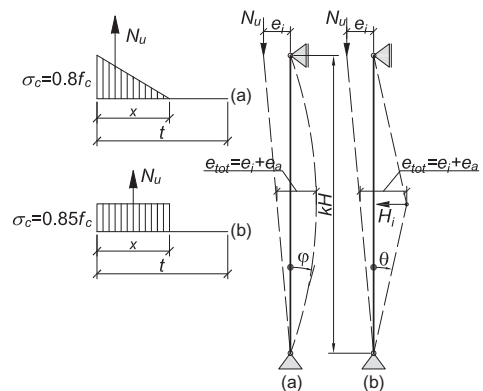 N_u
σ_c=0.8f_c
x
t
(a)
N_u
σ_c=0.85f_c
x
t
(b)
N_u
e_i
e_tot=e_i+e_a
kH
φ
(a)
N_u
e_i
e_tot=e_i+e_a
H_i
θ
(b)